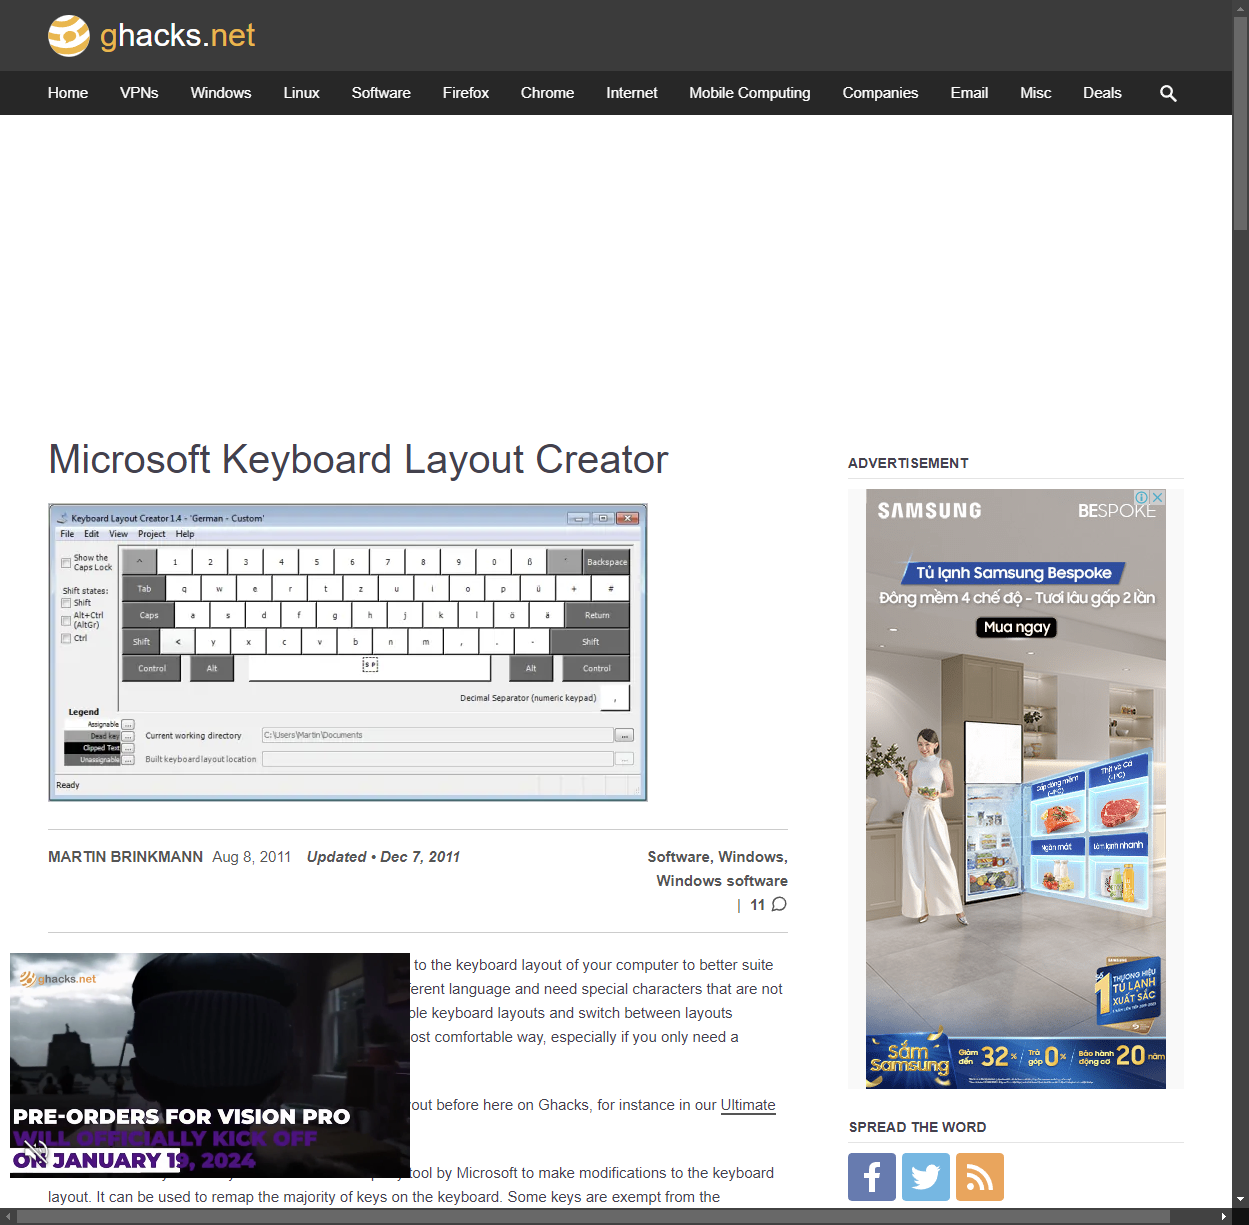 ghacks.net
Home VPNs Windows Linux Software Firefox Chrome Internet Mobile Computing Companies Email Misc Deals
Microsoft Keyboard Layout Creator
Keyboard Layout Creator 1.4 - 'German - Custom'
File Edit View Project Help
Show the Caps Lock
Shift states:
Shift
Alt+Ctrl (AltGr)
Ctrl
^ 1 2 3 4 5 6 7 8 9 0 ß ´ Backspace
Tab q w e r t z u i o p ü + #
Caps a s d f g h j k l ö ä Return
Shift < y x c v b n m , . - Shift
Control Alt SP Alt Control
Decimal Separator (numeric keypad) ,
Legend
Assignable ...
Dead key ...
Clipped Text ...
Unassignable ...
Current working directory C:\Users\Martin\Documents ...
Built keyboard layout location ...
Ready
MARTIN BRINKMANN Aug 8, 2011 Updated • Dec 7, 2011
Software, Windows,
Windows software
| 11
to the keyboard layout of your computer to better suite
ferent language and need special characters that are not
ble keyboard layouts and switch between layouts
ost comfortable way, especially if you only need a
out before here on Ghacks, for instance in our Ultimate
tool by Microsoft to make modifications to the keyboard
layout. It can be used to remap the majority of keys on the keyboard. Some keys are exempt from the
ghacks.net
PRE-ORDERS FOR VISION PRO
WILL OFFICIALLY KICK OFF
ON JANUARY 19, 2024
ADVERTISEMENT
SAMSUNG BESPOKE
Tủ lạnh Samsung Bespoke
Đông mềm 4 chế độ - Tươi lâu gấp 2 lần
Mua ngay
Cấp đông mềm (-4°C)
Thịt và Cá (-1°C)
Ngăn mát
Làm lạnh nhanh
SAMSUNG
SỐ 1 THƯƠNG HIỆU
TỦ LẠNH
XUẤT SẮC
Sắm Samsung
Giảm đến 32% / Trả góp 0% / Bảo hành động cơ 20 năm
SPREAD THE WORD